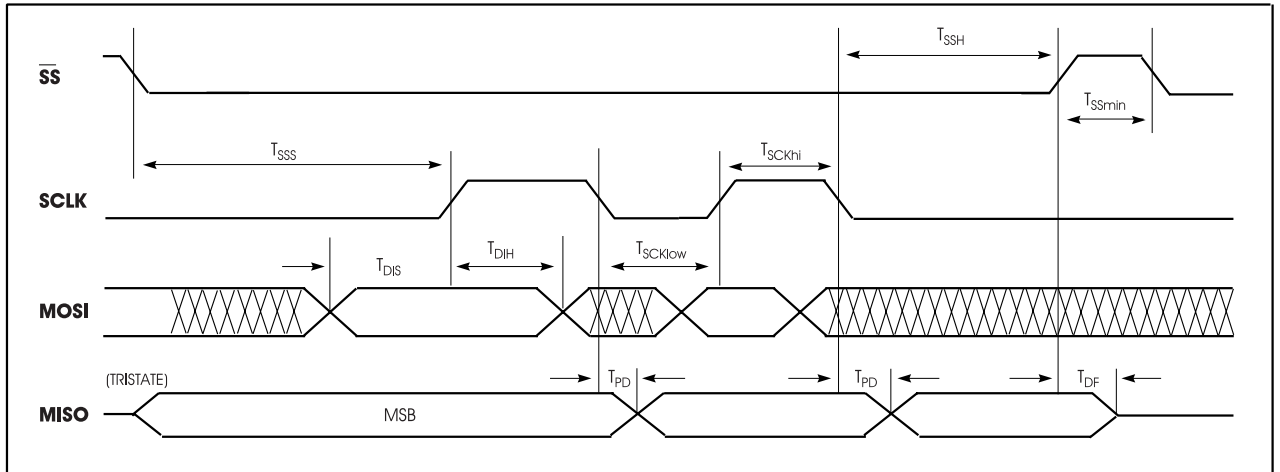 T_SSH
SS
T_SSmin
T_SSS
T_SCKhi
SCLK
T_DIH
T_SCKlow
T_DIS
MOSI
(TRISTATE)
T_PD
T_PD
T_DF
MISO
MSB